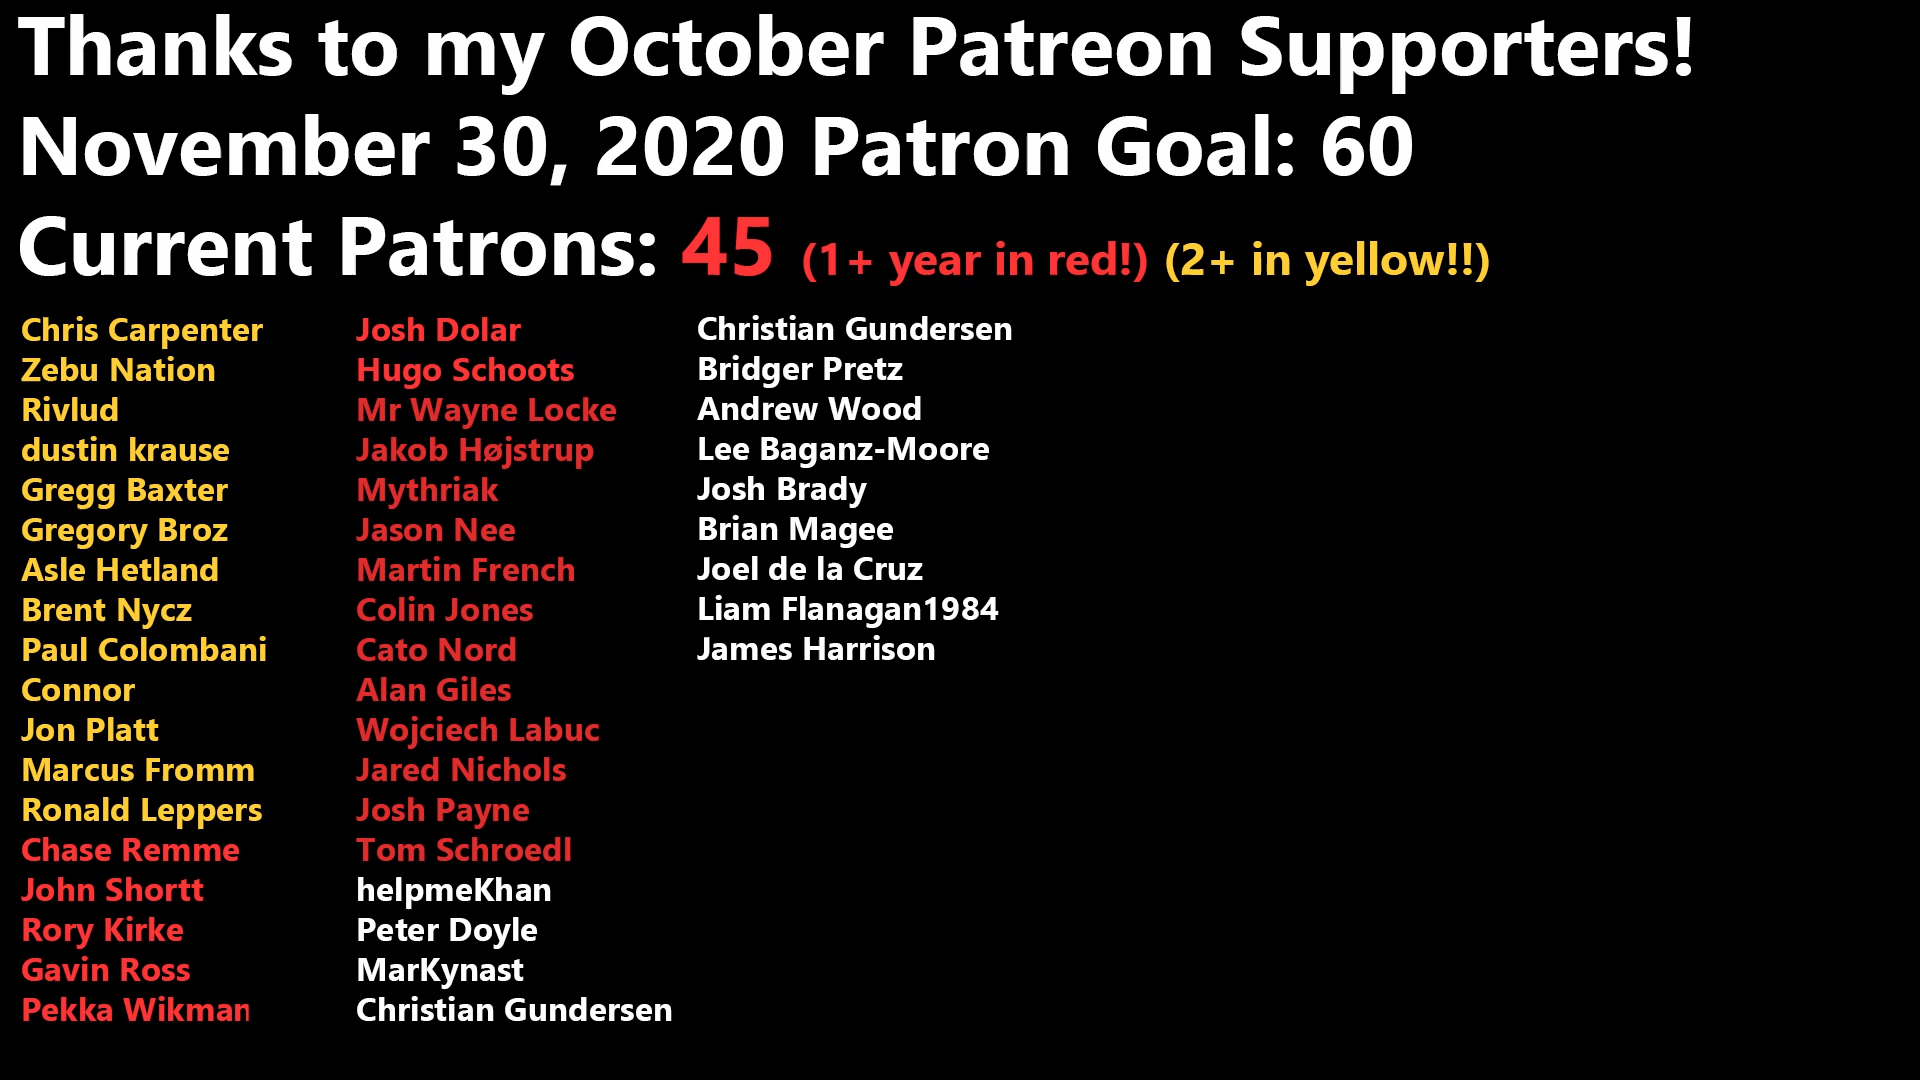 Thanks to my October Patreon Supporters!
November 30, 2020 Patron Goal: 60
Current Patrons: 45 (1+ year in red!) (2+ in yellow!!)
Chris Carpenter
Zebu Nation
Rivlud
dustin krause
Gregg Baxter
Gregory Broz
Asle Hetland
Brent Nycz
Paul Colombani
Connor
Jon Platt
Marcus Fromm
Ronald Leppers
Chase Remme
John Shortt
Rory Kirke
Gavin Ross
Pekka Wikman
Josh Dolar
Hugo Schoots
Mr Wayne Locke
Jakob Højstrup
Mythriak
Jason Nee
Martin French
Colin Jones
Cato Nord
Alan Giles
Wojciech Labuc
Jared Nichols
Josh Payne
Tom Schroedl
helpmeKhan
Peter Doyle
MarKynast
Christian Gundersen
Christian Gundersen
Bridger Pretz
Andrew Wood
Lee Baganz-Moore
Josh Brady
Brian Magee
Joel de la Cruz
Liam Flanagan1984
James Harrison